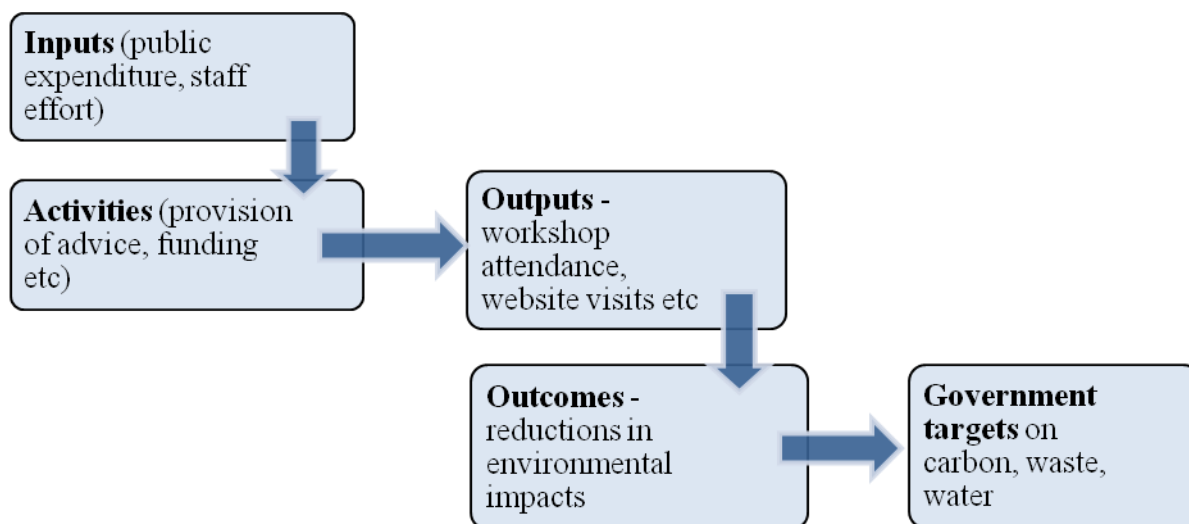 Inputs (public
expenditure, staff
effort)
Activities (provision
of advice, funding
etc)
Outputs -
workshop
attendance,
website visits etc
Outcomes -
reductions in
environmental
impacts
Government
targets on
carbon, waste,
water